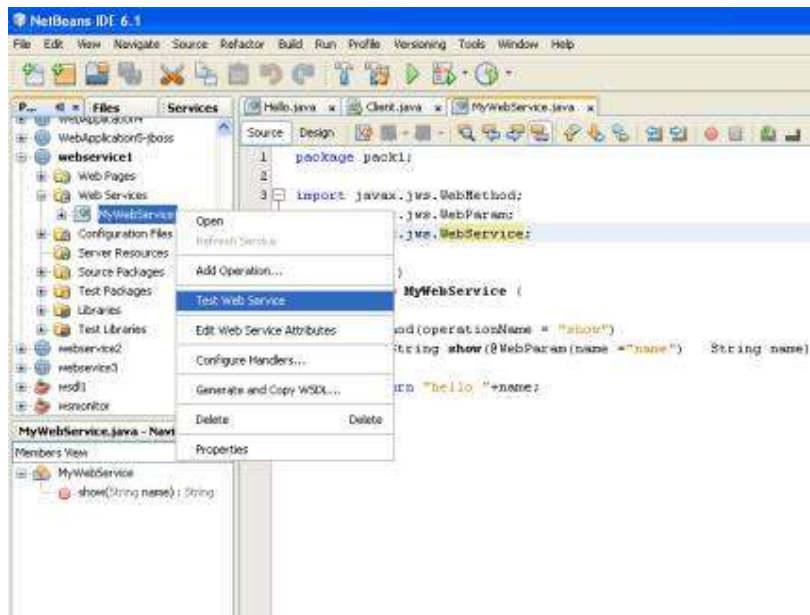 NetBeans IDE 6.1
File Edit View Navigate Source Refactor Build Run Profile Versioning Tools Window Help
P... Files Services
Hello.java x Client.java x MyWebService.java x
WebApplication4
WebApplication5-jboss
webservice1
Web Pages
Web Services
MyWebService
Configuration Files
Server Resources
Source Packages
Test Packages
Libraries
Test Libraries
webservice2
webservice3
wsdl1
wsmonitor
Source Design
1 package pack1;
2
3 import javax.jws.WebMethod;
.jws.WebParam;
.jws.WebService;
)
MyWebService {
hod(operationName = "show")
String show(@WebParam(name ="name") String name)
rn "hello "+name;
Open
Refresh Service
Add Operation...
Test Web Service
Edit Web Service Attributes
Configure Handlers...
Generate and Copy WSDL...
Delete Delete
Properties
MyWebService.java - Navi
Members View
MyWebService
show(String name) : String